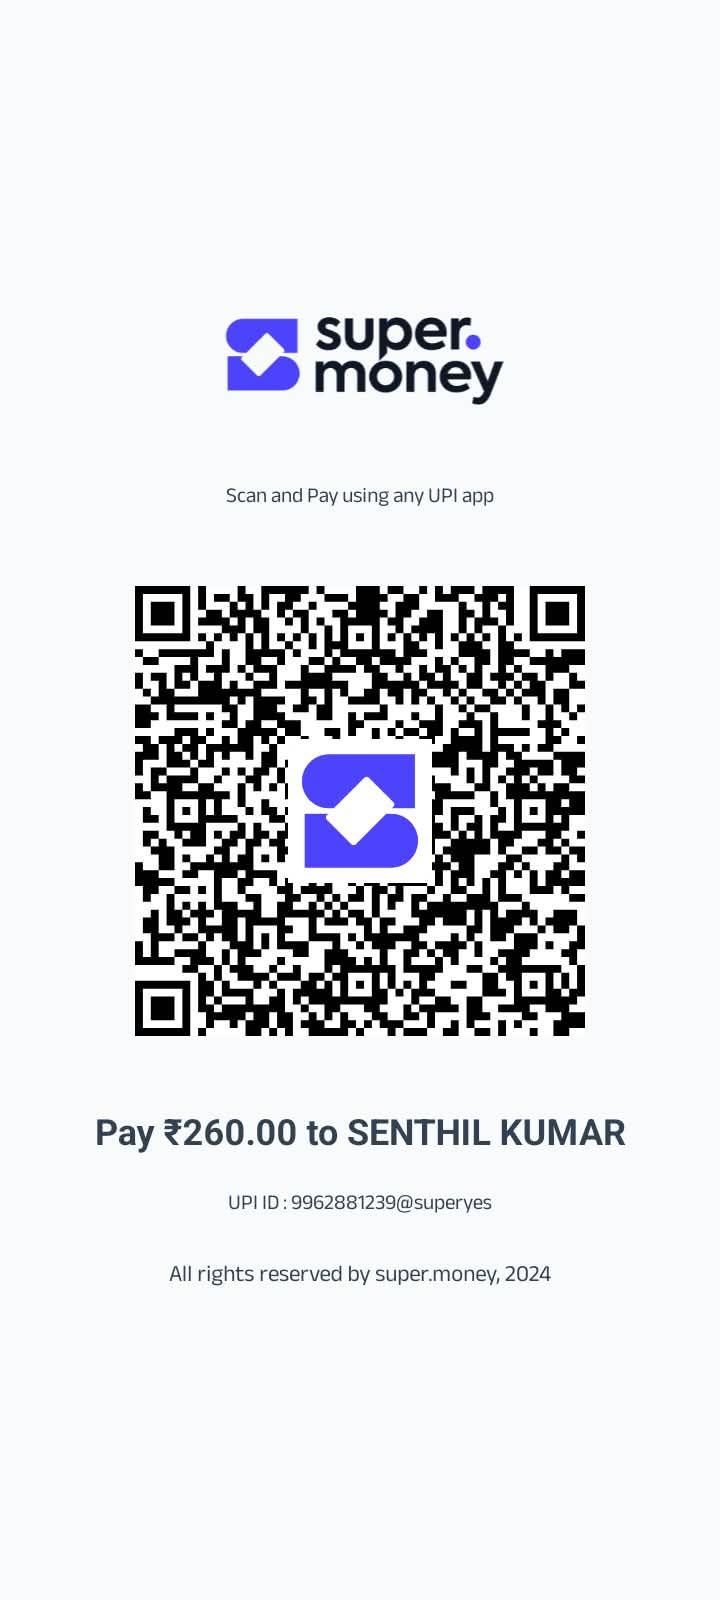 super.
money
Scan and Pay using any UPI app
Pay ₹260.00 to SENTHIL KUMAR
UPI ID : 9962881239@superyes
All rights reserved by super.money, 2024